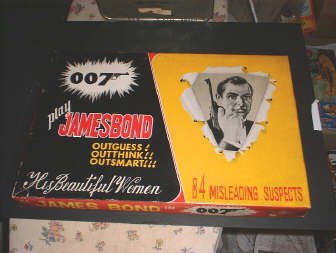 007
play
JAMESBOND
OUTGUESS!
OUTTHINK!!
OUTSMART!!!
His Beautiful Women
84 MISLEADING SUSPECTS
JAMES BOND
007